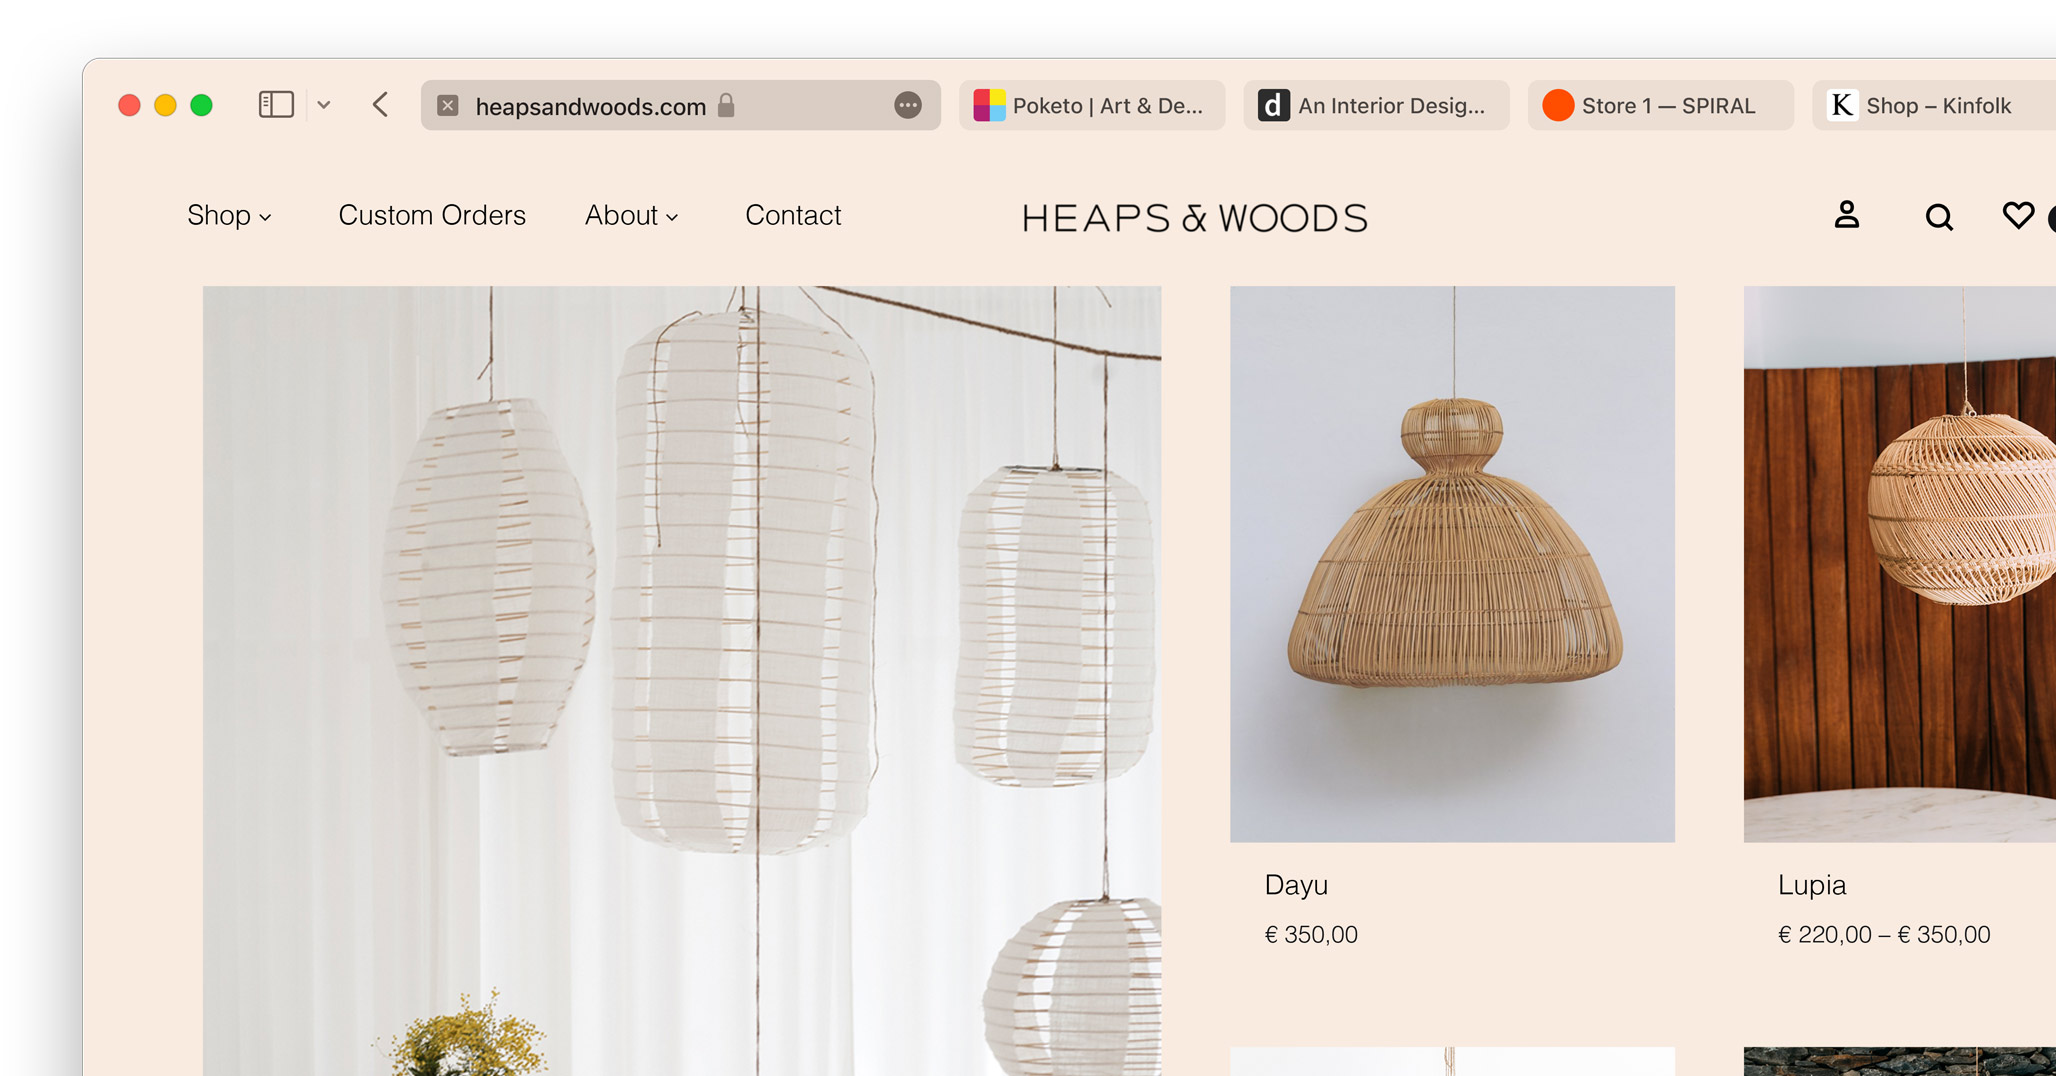 heapsandwoods.com
Poketo | Art & De...
d An Interior Desig...
Store 1 — SPIRAL
K Shop – Kinfolk
Shop
Custom Orders
About
Contact
HEAPS & WOODS
Dayu
€ 350,00
Lupia
€ 220,00 – € 350,00